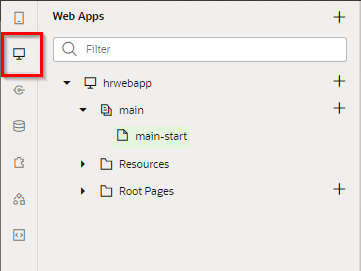 Web Apps
Filter
hrwebapp
main
main-start
Resources
Root Pages